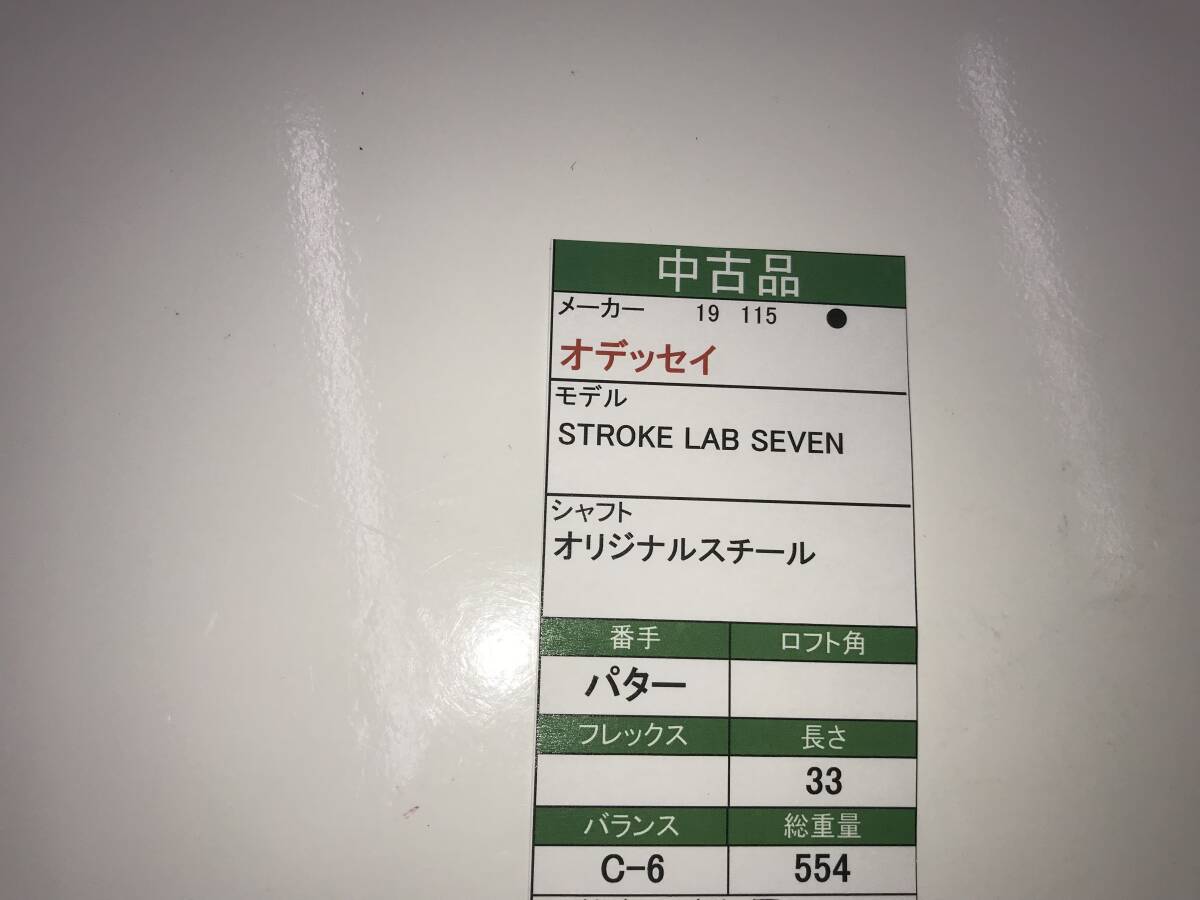 中古品
メーカー 19 115 ●
オデッセイ
モデル
STROKE LAB SEVEN
シャフト
オリジナルスチール
番手 ロフト角
パター
フレックス 長さ
33
バランス 総重量
C-6 554